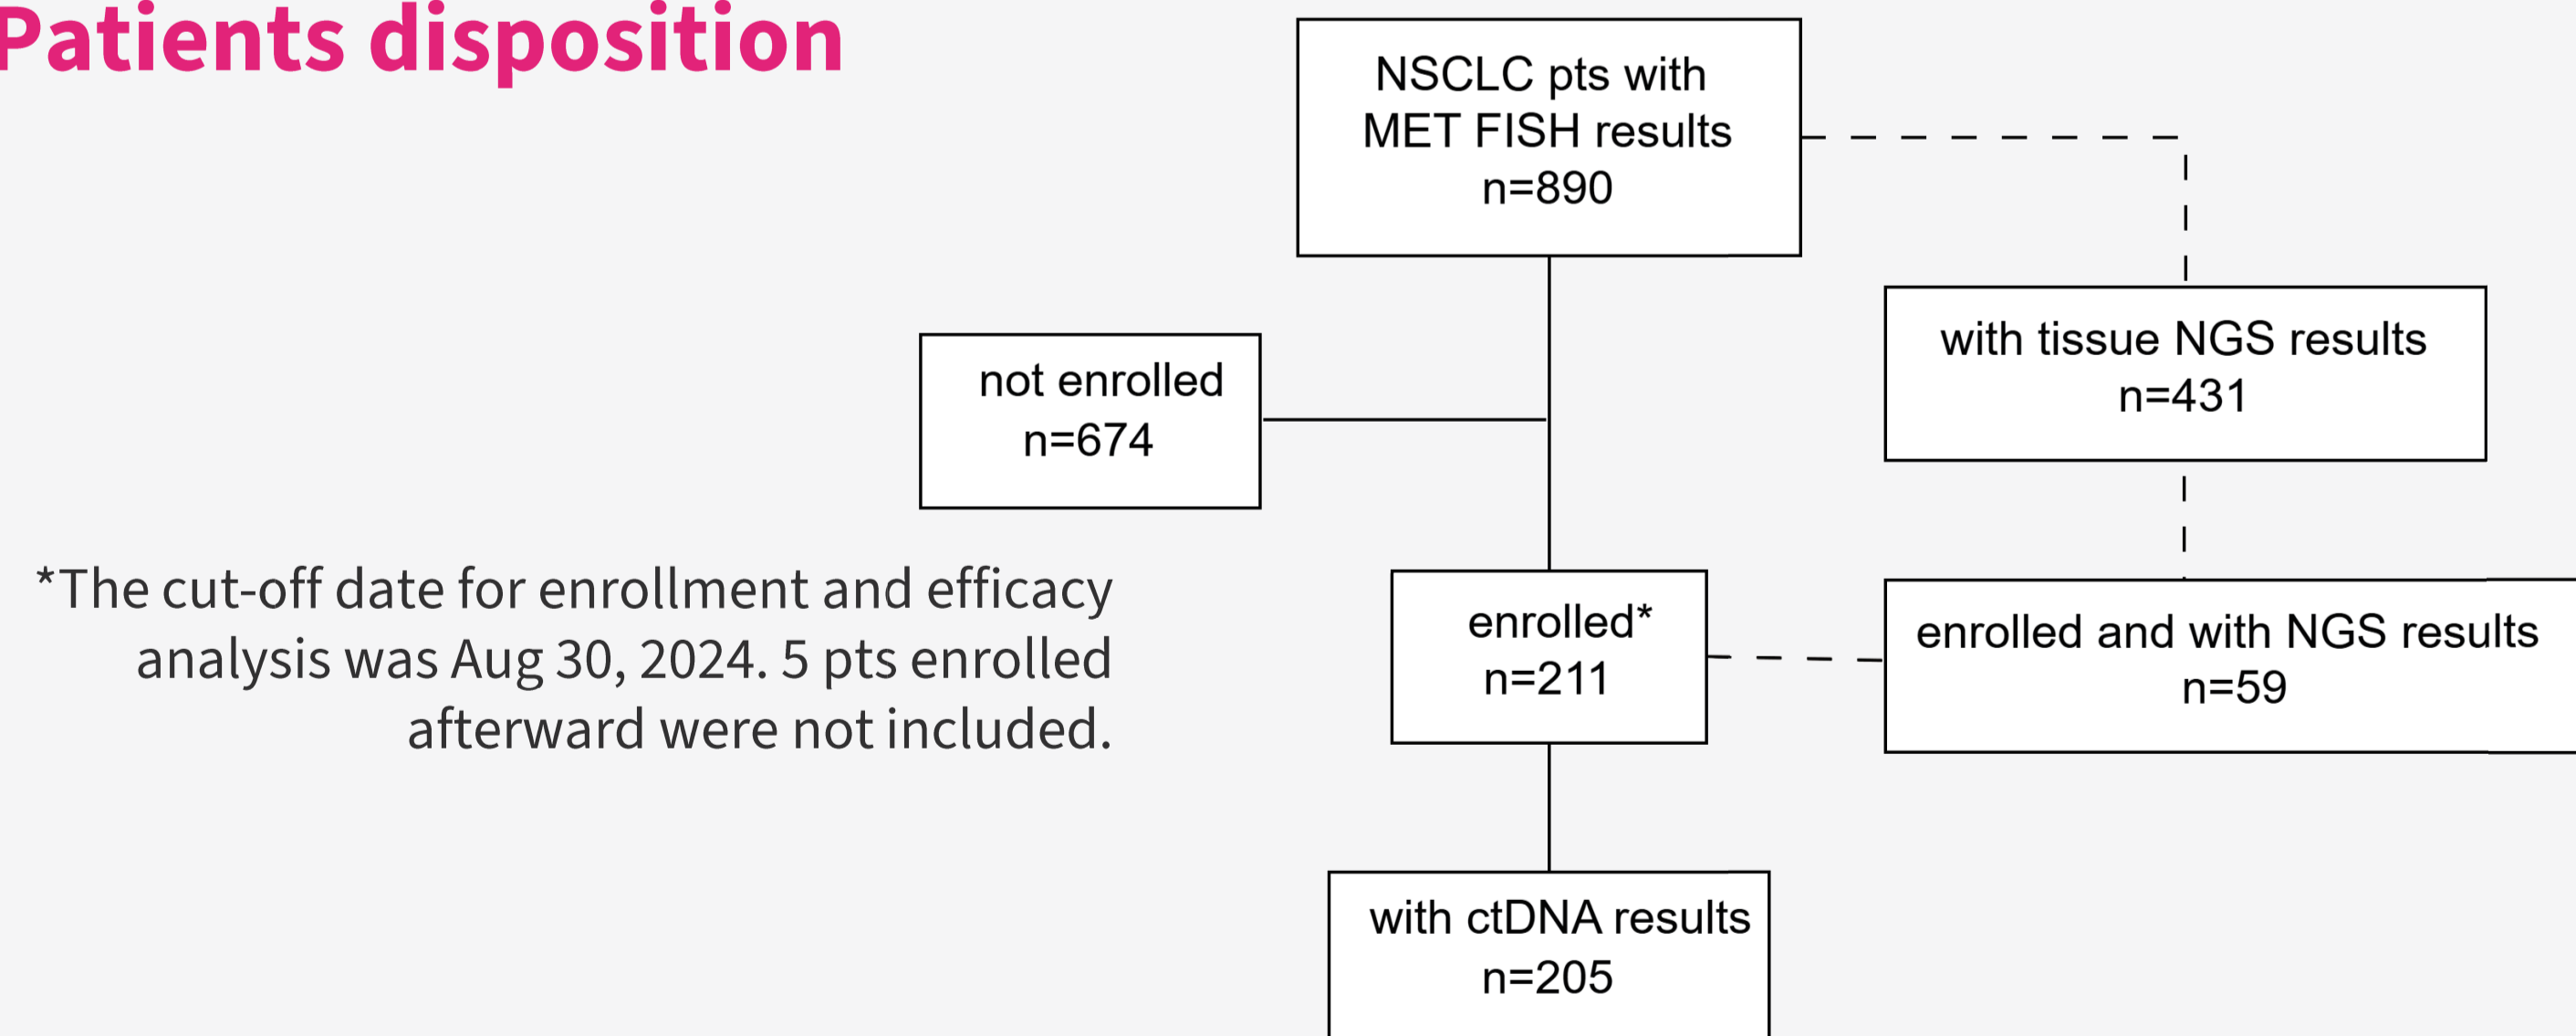 Patients disposition
NSCLC pts with
MET FISH results
n=890
with tissue NGS results
n=431
not enrolled
n=674
*The cut-off date for enrollment and efficacy
analysis was Aug 30, 2024. 5 pts enrolled
afterward were not included.
enrolled*
n=211
enrolled and with NGS results
n=59
with ctDNA results
n=205